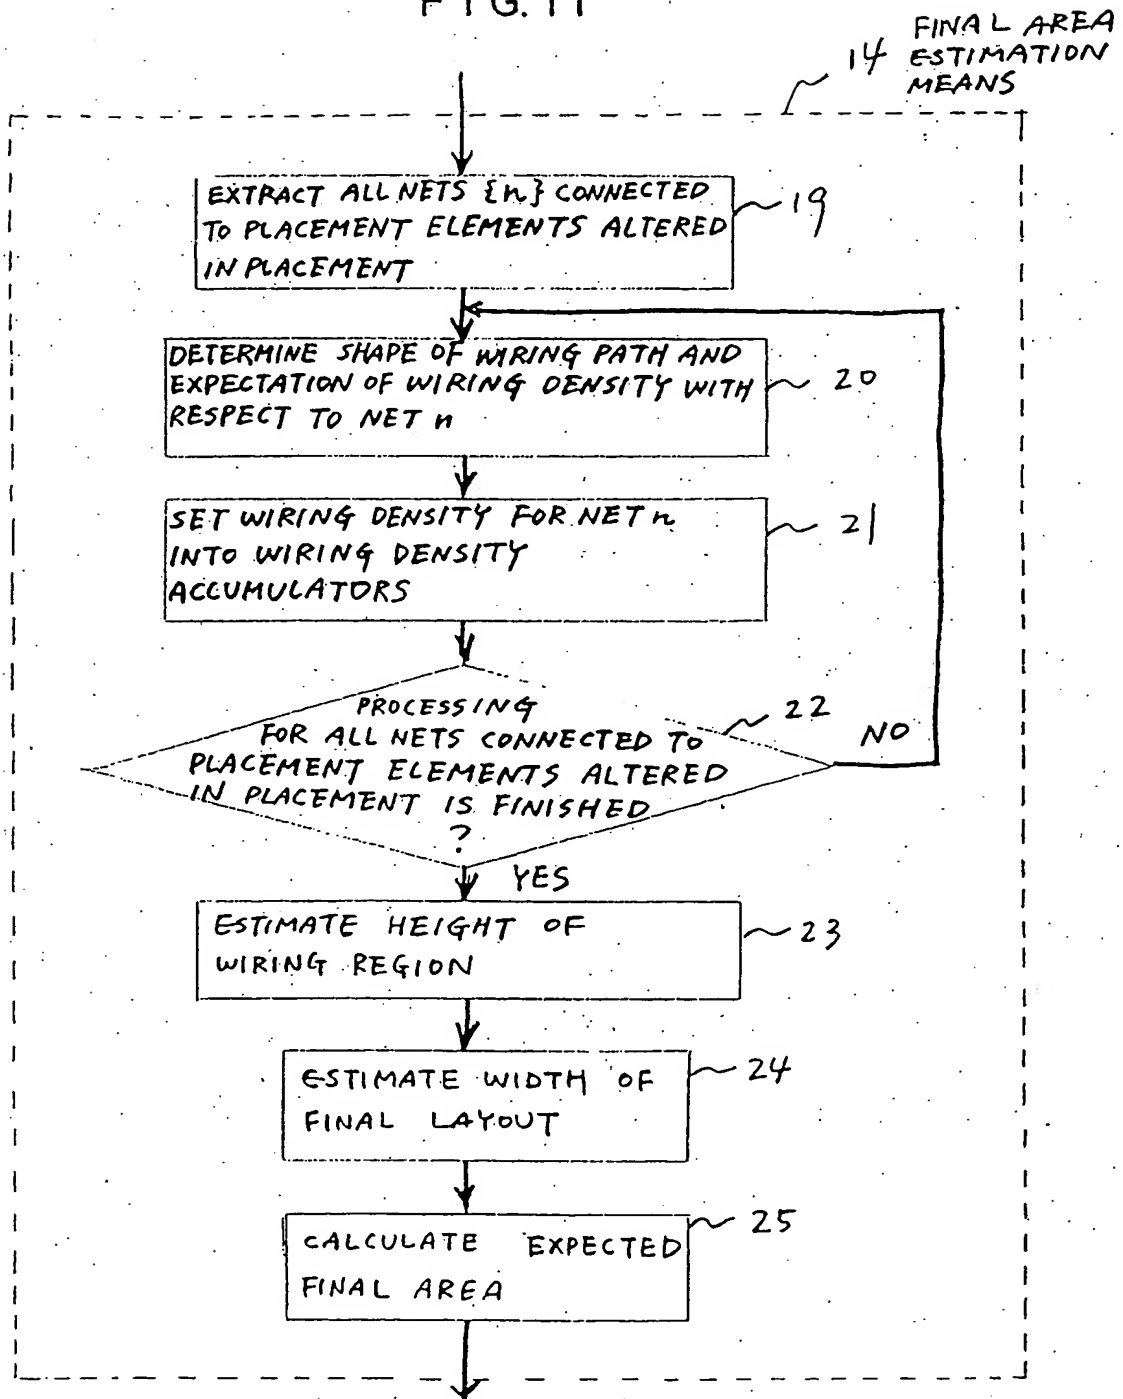 FIG. 11
FINAL AREA
14 ESTIMATION
MEANS
EXTRACT ALL NETS {n} CONNECTED
TO PLACEMENT ELEMENTS ALTERED
IN PLACEMENT
19
DETERMINE SHAPE OF WIRING PATH AND
EXPECTATION OF WIRING DENSITY WITH
RESPECT TO NET n
20
SET WIRING DENSITY FOR NET n
INTO WIRING DENSITY
ACCUMULATORS
21
PROCESSING
FOR ALL NETS CONNECTED TO
PLACEMENT ELEMENTS ALTERED
IN PLACEMENT IS FINISHED
?
22
NO
YES
ESTIMATE HEIGHT OF
WIRING REGION
23
ESTIMATE WIDTH OF
FINAL LAYOUT
24
CALCULATE EXPECTED
FINAL AREA
25